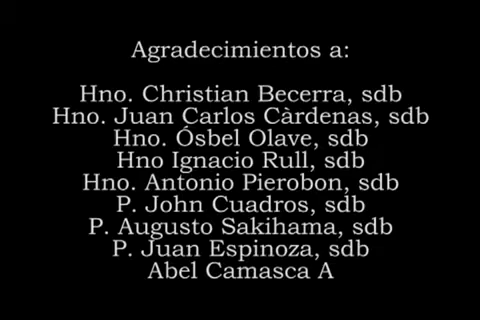 Agradecimientos a:
Hno. Christian Becerra, sdb
Hno. Juan Carlos Càrdenas, sdb
Hno. Ósbel Olave, sdb
Hno Ignacio Rull, sdb
Hno. Antonio Pierobon, sdb
P. John Cuadros, sdb
P. Augusto Sakihama, sdb
P. Juan Espinoza, sdb
Abel Camasca A